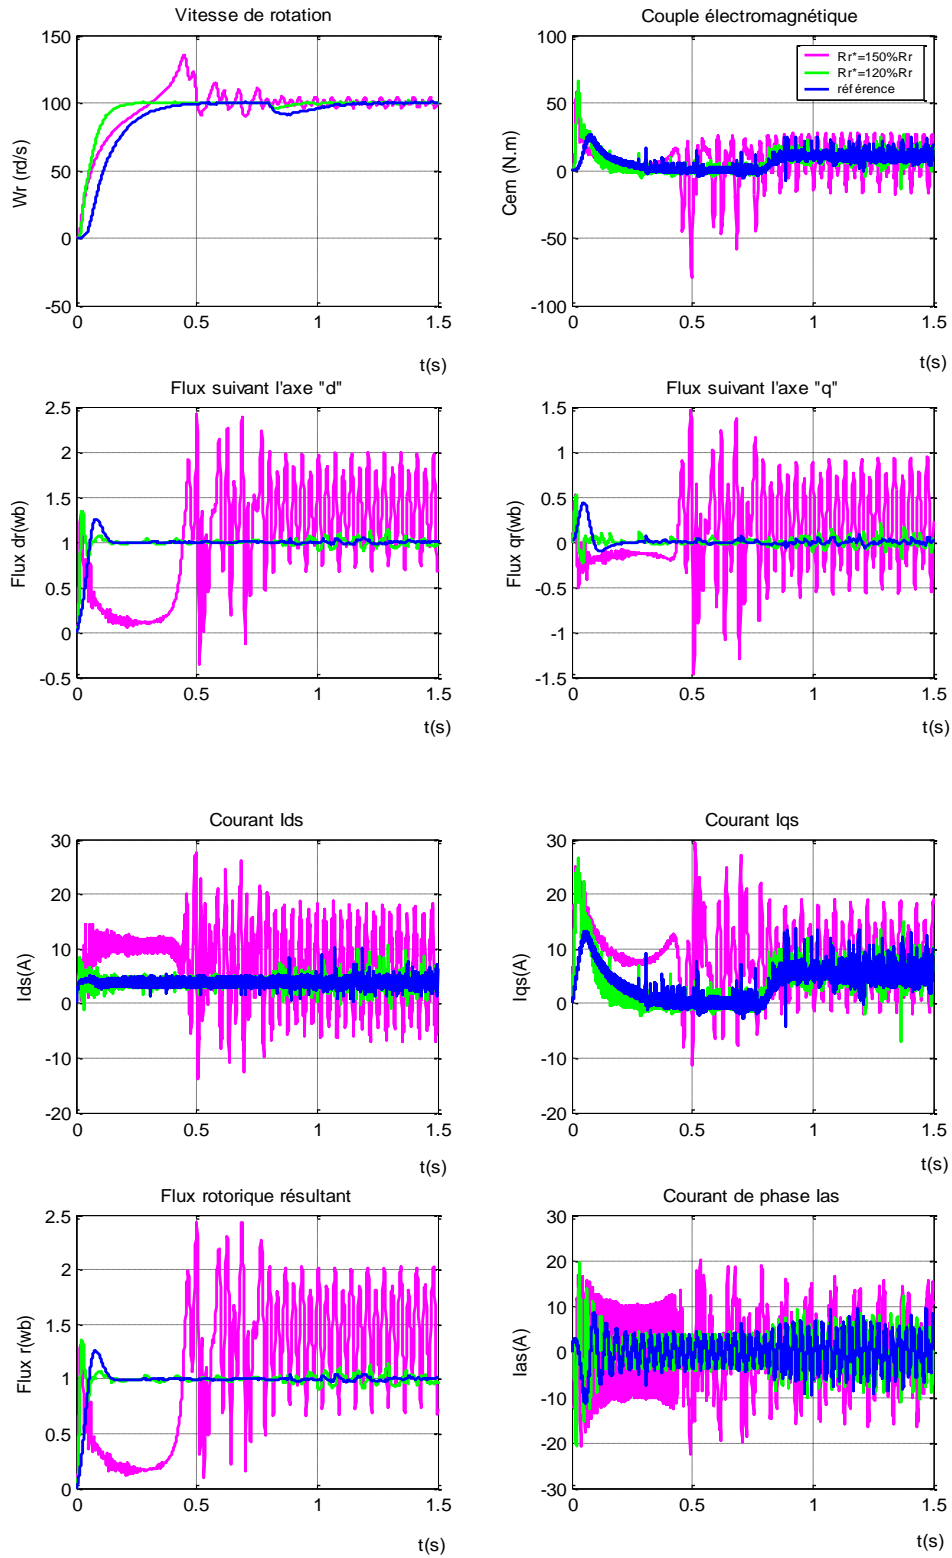 Vitesse de rotation
150
100
50
0
-50
Wr (rd/s)
0 0.5 1 1.5
t(s)
Couple électromagnétique
100
50
0
-50
-100
Cem (N.m)
Rr*=150%Rr
Rr*=120%Rr
référence
0 0.5 1 1.5
t(s)
Flux suivant l'axe "d"
2.5
2
1.5
1
0.5
0
-0.5
Flux dr(wb)
0 0.5 1 1.5
t(s)
Flux suivant l'axe "q"
1.5
1
0.5
0
-0.5
-1
-1.5
Flux qr(wb)
0 0.5 1 1.5
t(s)
Courant Ids
30
20
10
0
-10
-20
Ids(A)
0 0.5 1 1.5
t(s)
Courant Iqs
30
20
10
0
-10
-20
Iqs(A)
0 0.5 1 1.5
t(s)
Flux rotorique résultant
2.5
2
1.5
1
0.5
0
Flux r(wb)
0 0.5 1 1.5
t(s)
Courant de phase Ias
30
20
10
0
-10
-20
-30
Ias(A)
0 0.5 1 1.5
t(s)